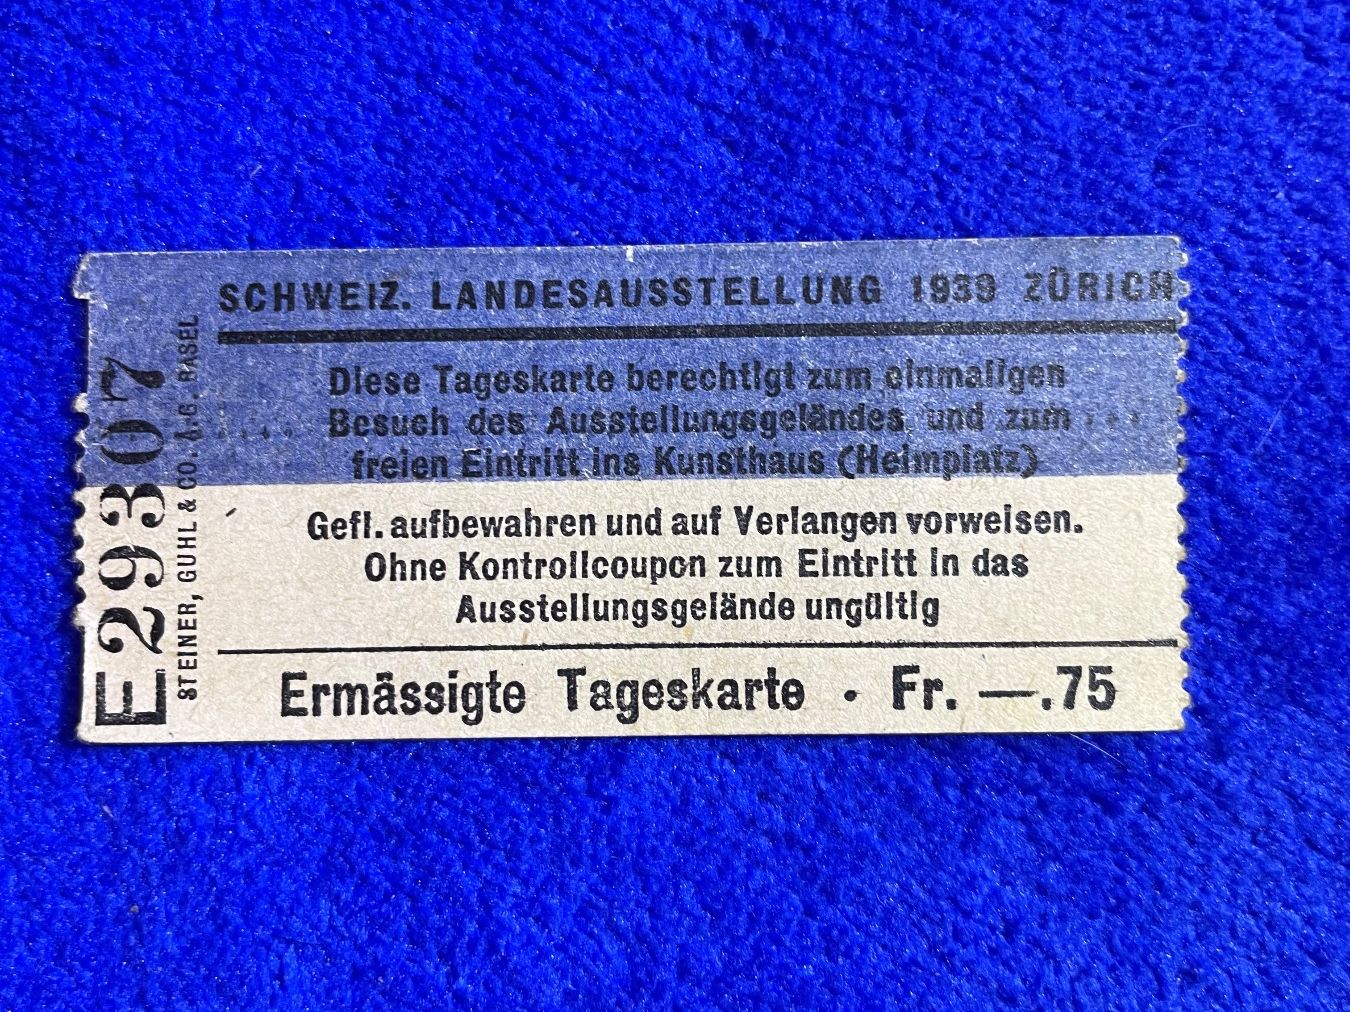 SCHWEIZ. LANDESAUSSTELLUNG 1939 ZÜRICH
Diese Tageskarte berechtigt zum einmaligen
Besuch des Ausstellungsgeländes und zum
freien Eintritt ins Kunsthaus (Heimplatz)
Gefl. aufbewahren und auf Verlangen vorweisen.
Ohne Kontrollcoupon zum Eintritt in das
Ausstellungsgelände ungültig
Ermässigte Tageskarte · Fr. —.75
E 29307
STEINER, GUHL & CO. A.G. BASEL